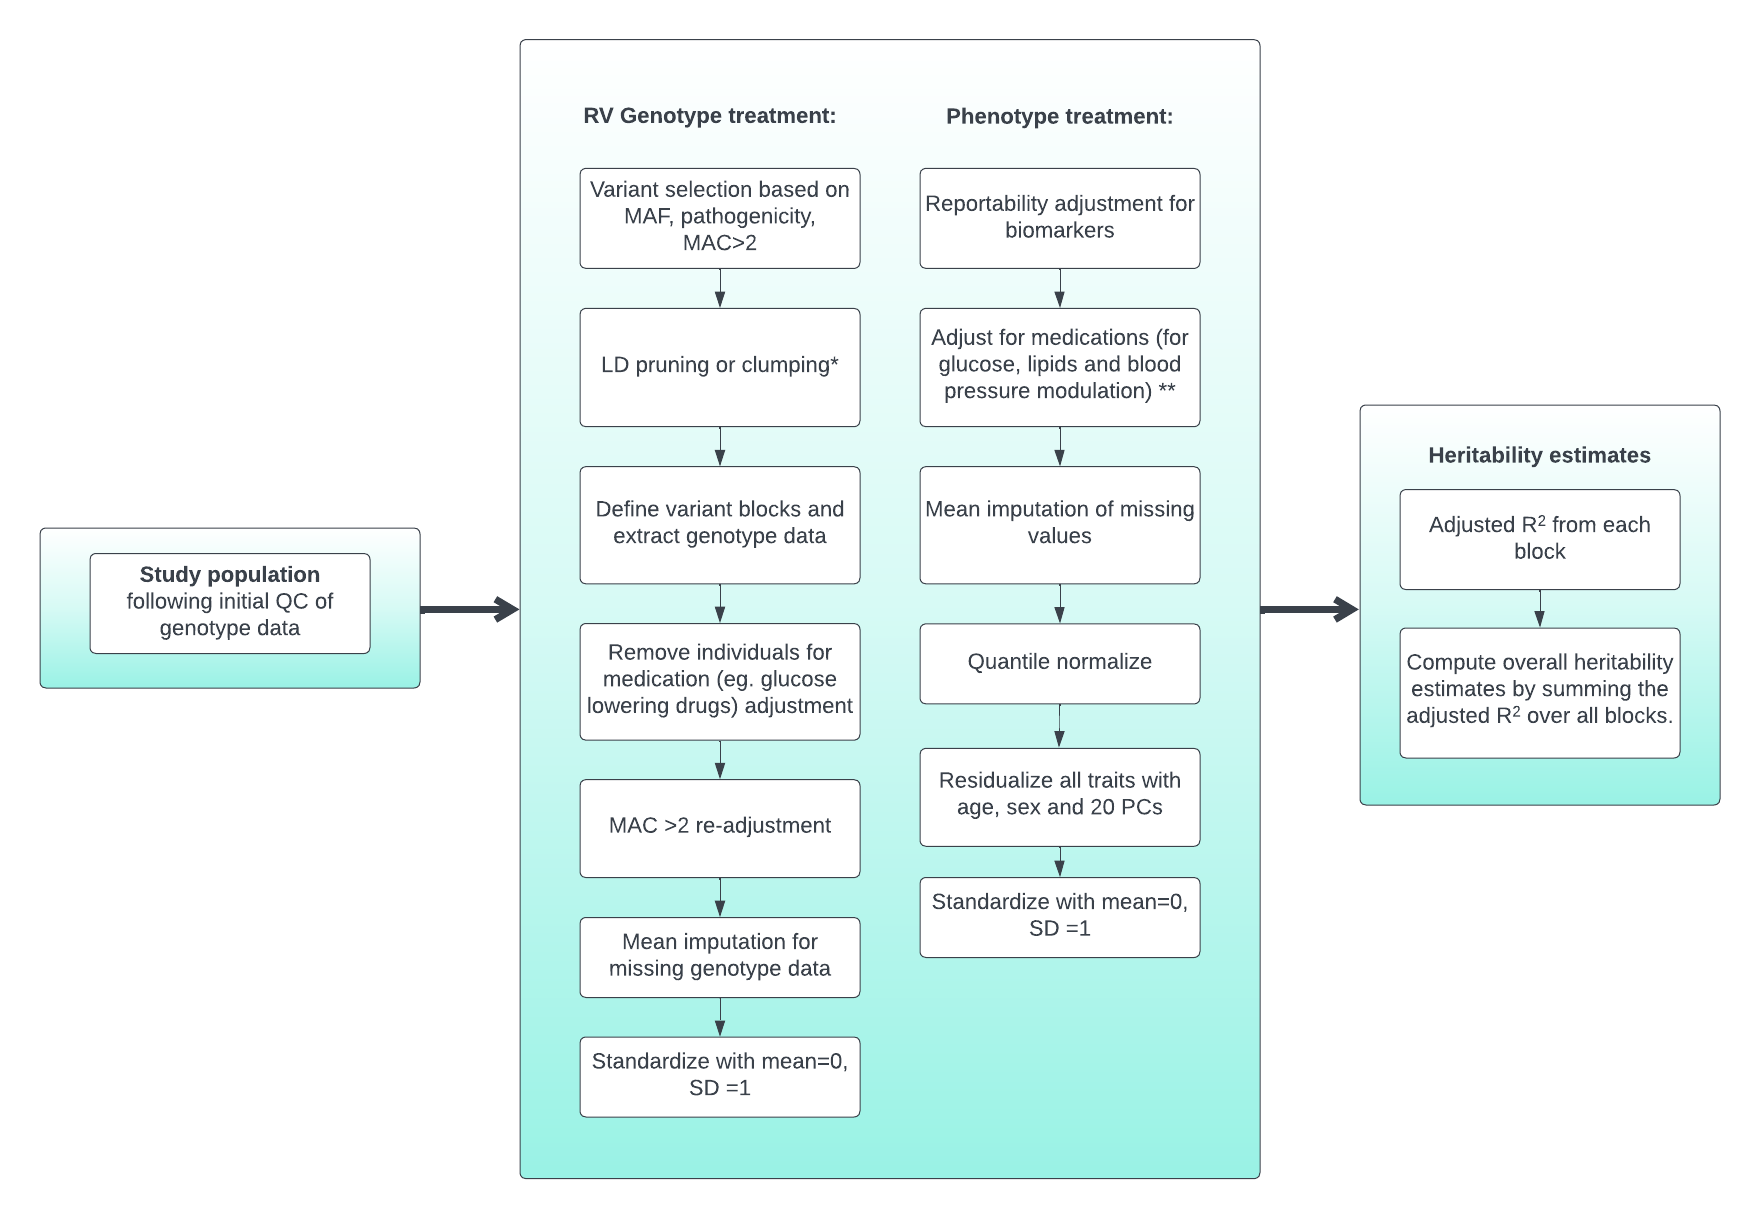 Study population
following initial QC of
genotype data
RV Genotype treatment:
Variant selection based on
MAF, pathogenicity,
MAC>2
LD pruning or clumping*
Define variant blocks and
extract genotype data
Remove individuals for
medication (eg. glucose
lowering drugs) adjustment
MAC >2 re-adjustment
Mean imputation for
missing genotype data
Standardize with mean=0,
SD =1
Phenotype treatment:
Reportability adjustment for
biomarkers
Adjust for medications (for
glucose, lipids and blood
pressure modulation) **
Mean imputation of missing
values
Quantile normalize
Residualize all traits with
age, sex and 20 PCs
Standardize with mean=0,
SD =1
Heritability estimates
Adjusted R² from each
block
Compute overall heritability
estimates by summing the
adjusted R² over all blocks.